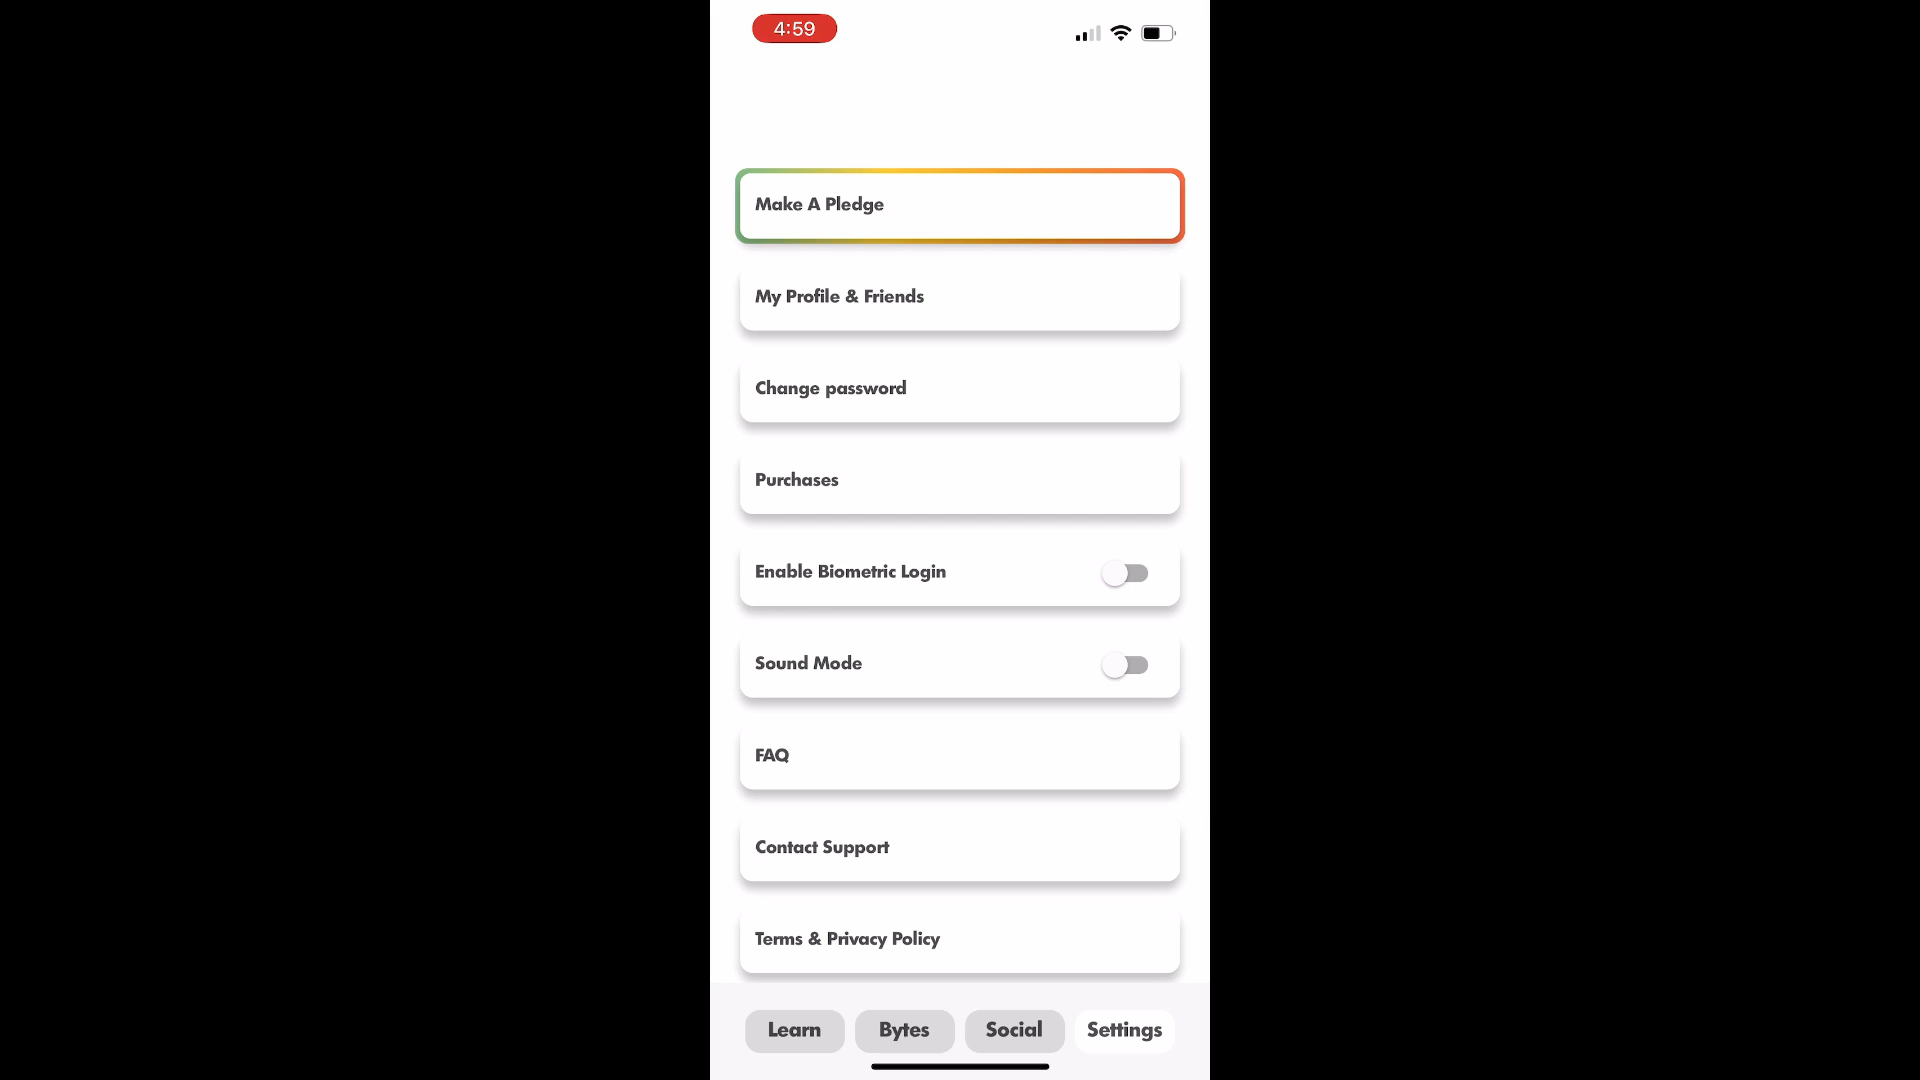 4:59
Make A Pledge
My Profile & Friends
Change password
Purchases
Enable Biometric Login
Sound Mode
FAQ
Contact Support
Terms & Privacy Policy
Learn Bytes Social Settings